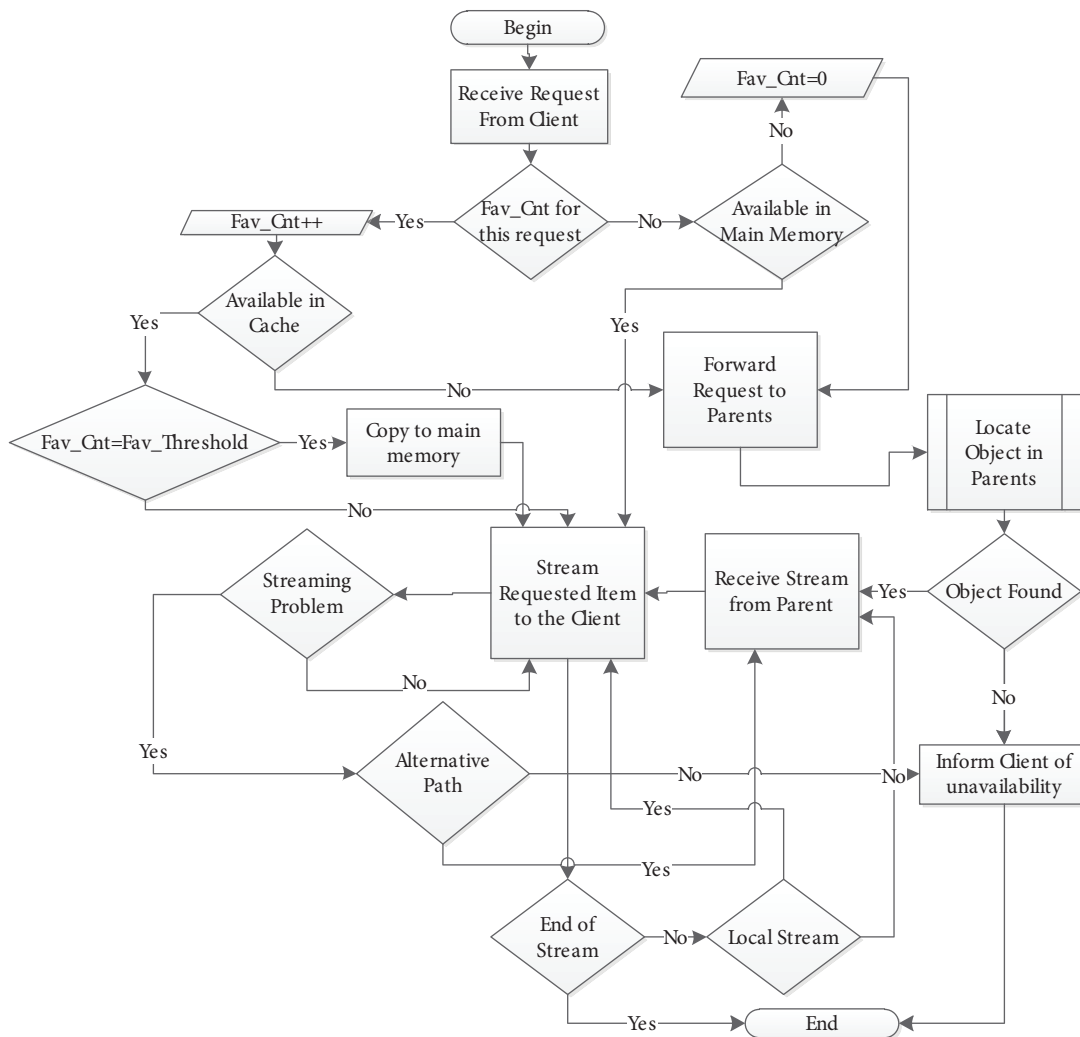 Begin
Receive Request
From Client
Fav_Cnt=0
No
Fav_Cnt++
Yes
Fav_Cnt for
this request
No
Available in
Main Memory
Available in
Cache
Yes
Yes
Forward
Request to
Parents
No
Fav_Cnt=Fav_Threshold
Yes
Copy to main
memory
Locate
Object in
Parents
No
Streaming
Problem
Stream
Requested Item
to the Client
Receive Stream
from Parent
Yes
Object Found
No
No
Yes
Alternative
Path
No
No
Inform Client of
unavailability
Yes
Yes
End of
Stream
No
Local Stream
Yes
End